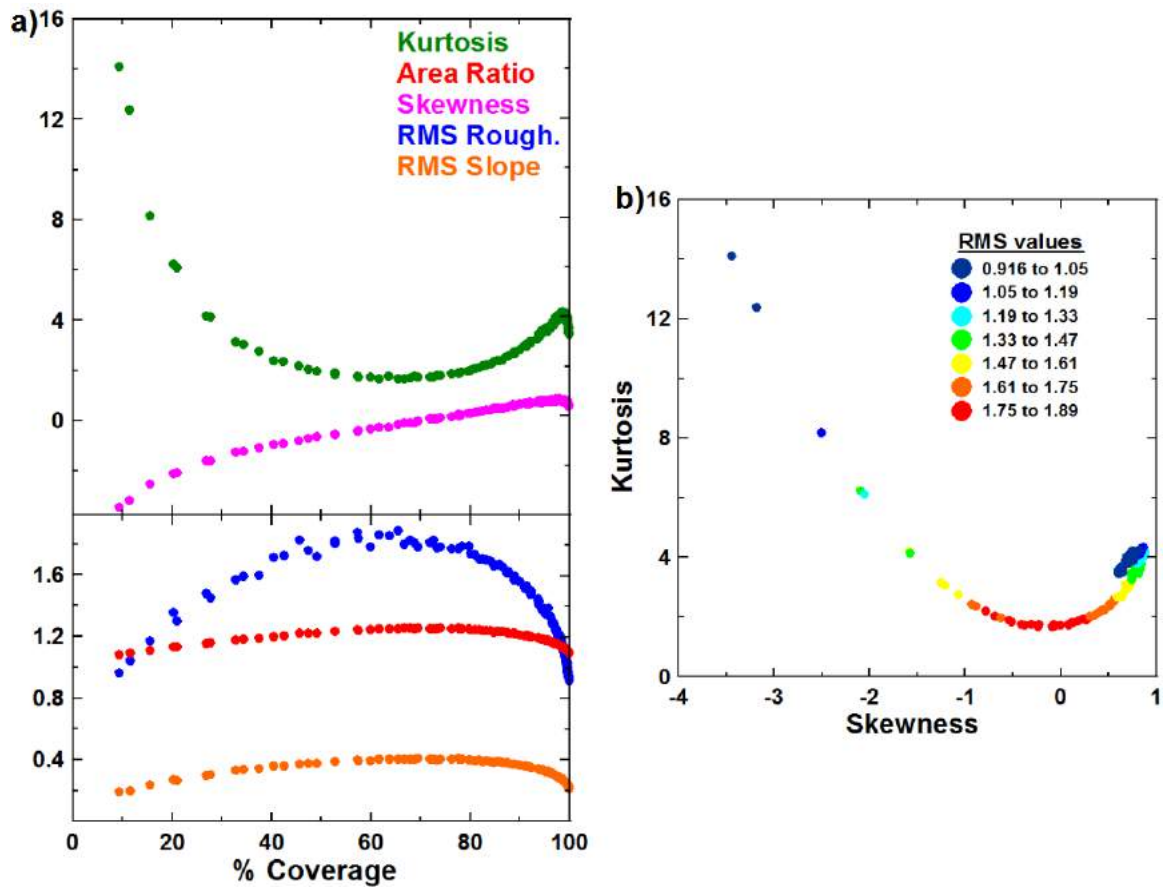 a)
16
Kurtosis
Area Ratio
Skewness
RMS Rough.
RMS Slope
12
8
4
0
1.6
1.2
0.8
0.4
0 20 40 60 80 100
% Coverage
b)
16
RMS values
0.916 to 1.05
1.05 to 1.19
1.19 to 1.33
1.33 to 1.47
1.47 to 1.61
1.61 to 1.75
1.75 to 1.89
12
8
4
0
Kurtosis
-4 -3 -2 -1 0 1
Skewness